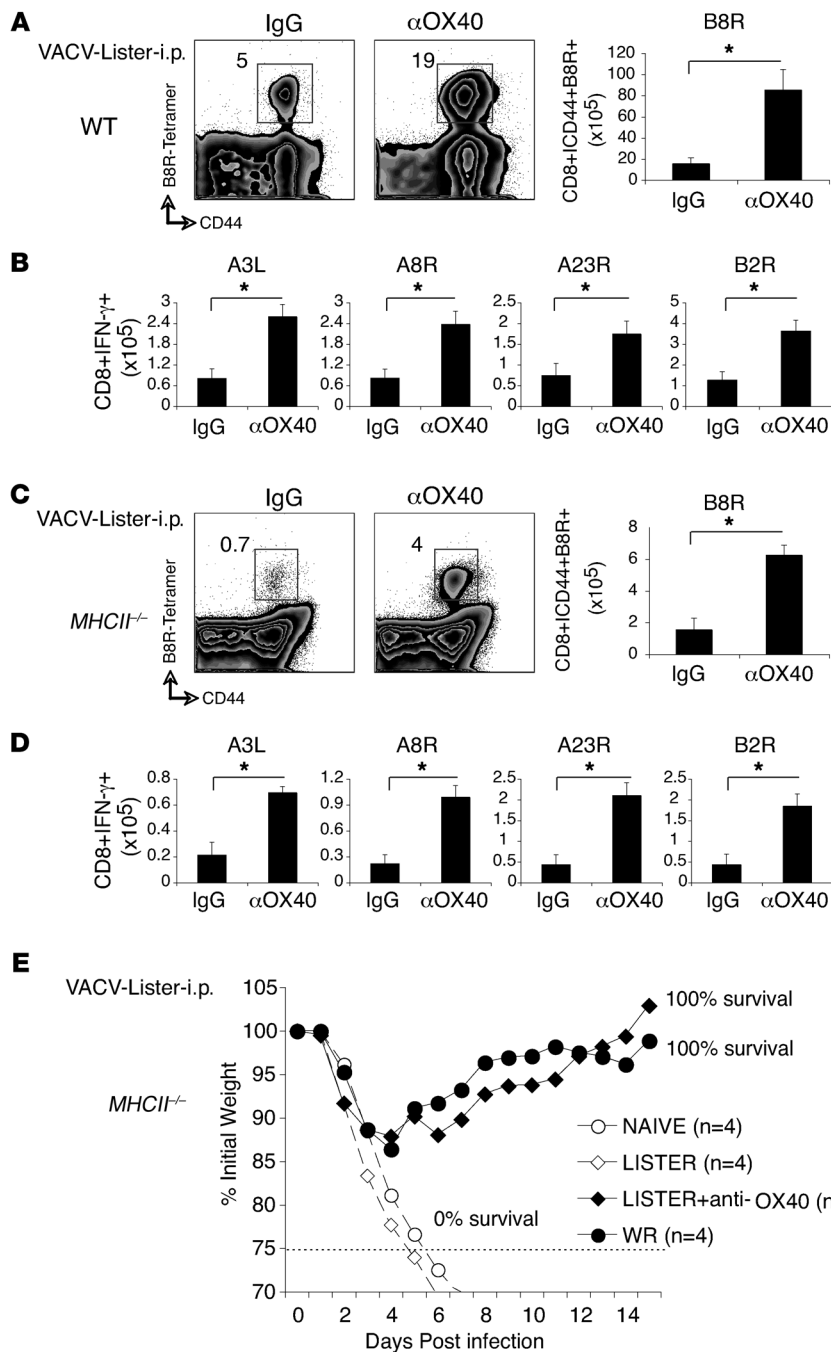 A
VACV-Lister-i.p.
WT
IgG
αOX40
5
19
B8R-Tetramer
CD44
B8R
*
CD8+ICD44+B8R+
(x10⁵)
120
100
80
60
40
20
0
IgG
αOX40
B
CD8+IFN-γ+
(x10⁵)
A3L
*
3
2.4
1.8
1.2
0.6
0
IgG
αOX40
A8R
*
3
2.4
1.8
1.2
0.6
0
IgG
αOX40
A23R
*
2.5
2
1.5
1
0.5
0
IgG
αOX40
B2R
*
5
4
3
2
1
0
IgG
αOX40
C
VACV-Lister-i.p.
MHCII−/−
IgG
αOX40
0.7
4
B8R-Tetramer
CD44
B8R
*
CD8+ICD44+B8R+
(x10⁵)
8
6
4
2
0
IgG
αOX40
D
CD8+IFN-γ+
(x10⁵)
A3L
*
0.8
0.6
0.4
0.2
0
IgG
αOX40
A8R
*
1.2
0.9
0.6
0.3
0
IgG
αOX40
A23R
*
2.5
2
1.5
1
0.5
0
IgG
αOX40
B2R
*
2.5
2
1.5
1
0.5
0
IgG
αOX40
E
VACV-Lister-i.p.
MHCII−/−
% Initial Weight
105
100
95
90
85
80
75
70
100% survival
100% survival
0% survival
NAIVE (n=4)
LISTER (n=4)
LISTER+anti-OX40 (n
WR (n=4)
0 2 4 6 8 10 12 14
Days Post infection